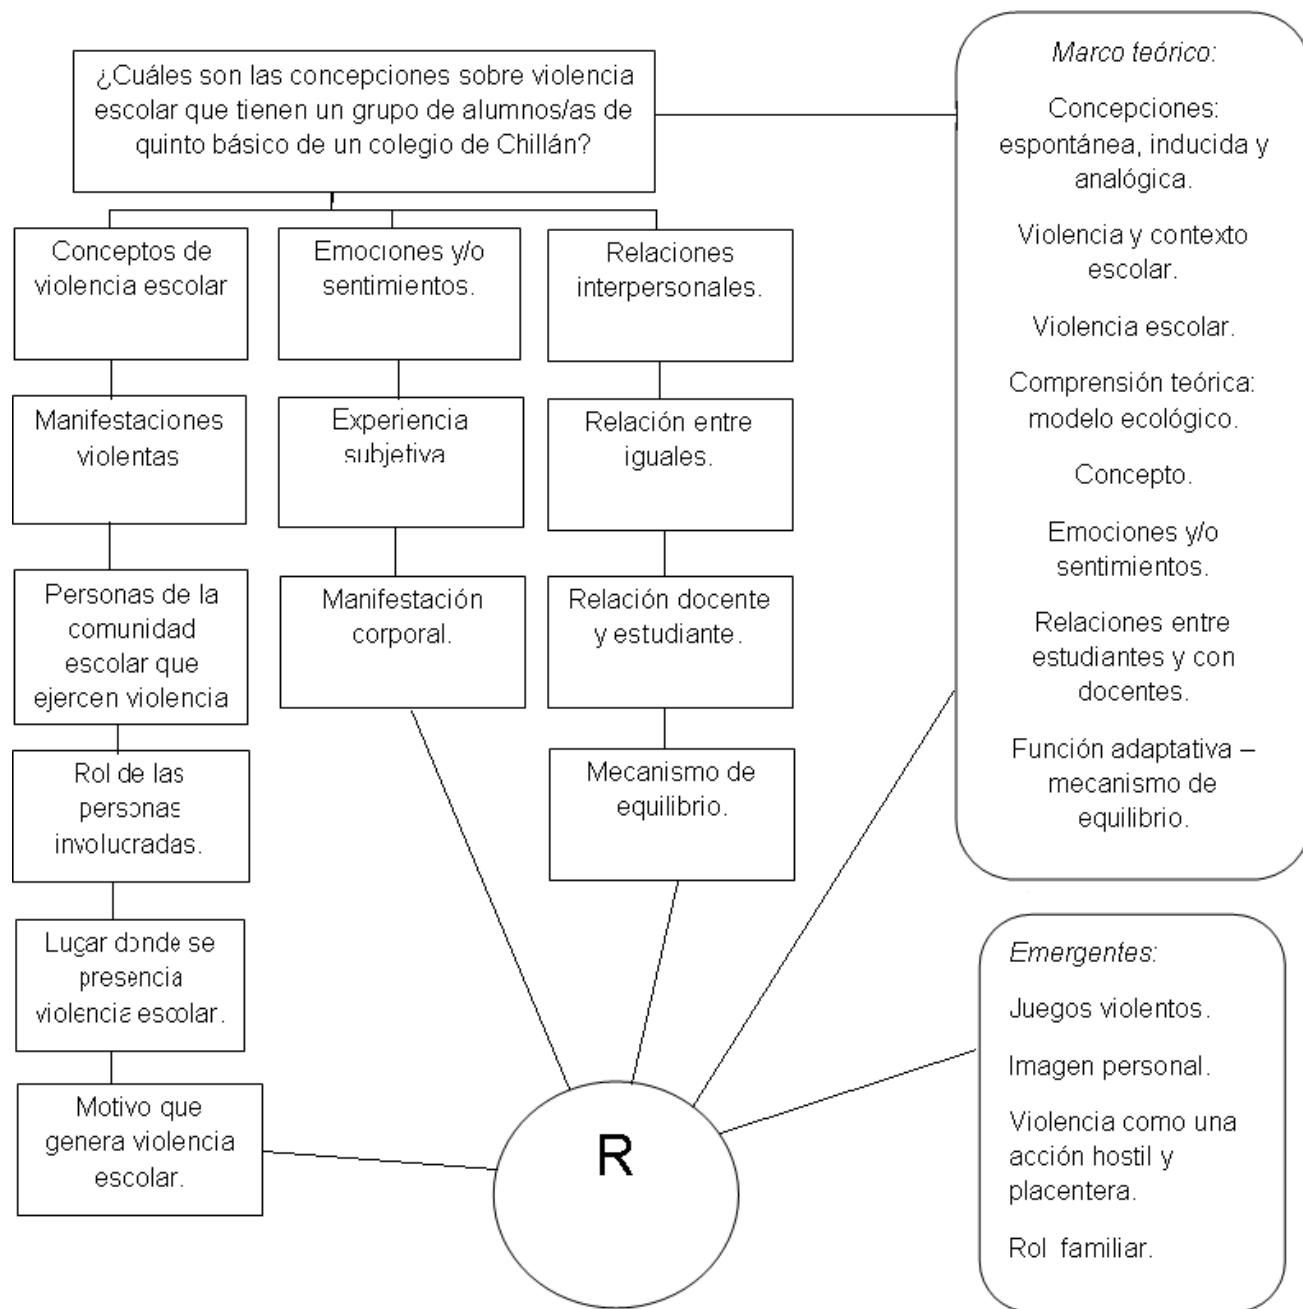 ¿Cuáles son las concepciones sobre violencia
escolar que tienen un grupo de alumnos/as de
quinto básico de un colegio de Chillán?
Conceptos de
violencia escolar
Manifestaciones
violentas
Personas de la
comunidad
escolar que
ejercen violencia
Rol de las
personas
involucradas.
Lugar donde se
presencia
violencia escolar.
Motivo que
genera violencia
escolar.
Emociones y/o
sentimientos.
Experiencia
subjetiva
Manifestación
corporal.
Relaciones
interpersonales.
Relación entre
iguales.
Relación docente
y estudiante.
Mecanismo de
equilibrio.
Marco teórico:
Concepciones:
espontánea, inducida y
analógica.
Violencia y contexto
escolar.
Violencia escolar.
Comprensión teórica:
modelo ecológico.
Concepto.
Emociones y/o
sentimientos.
Relaciones entre
estudiantes y con
docentes.
Función adaptativa –
mecanismo de
equilibrio.
Emergentes:
Juegos violentos.
Imagen personal.
Violencia como una
acción hostil y
placentera.
Rol familiar.
R